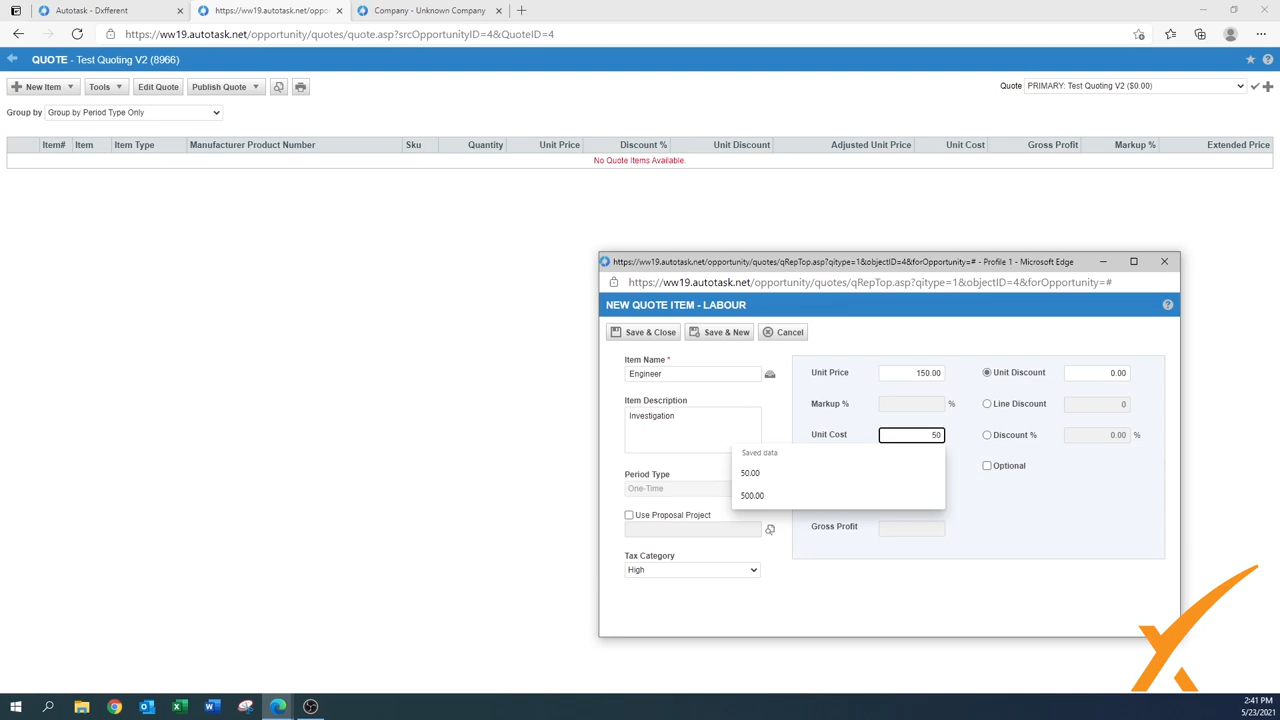 Autotask - Dxfferent
https://ww19.autotask.net/oppo
Company - Unknown Company
https://ww19.autotask.net/opportunity/quotes/quote.asp?srcOpportunityID=4&QuoteID=4
QUOTE - Test Quoting V2 (8966)
New Item Tools Edit Quote Publish Quote
Quote PRIMARY: Test Quoting V2 ($0.00)
Group by Group by Period Type Only
Item# Item Item Type Manufacturer Product Number Sku Quantity Unit Price Discount % Unit Discount Adjusted Unit Price Unit Cost Gross Profit Markup % Extended Price
No Quote Items Available.
https://ww19.autotask.net/opportunity/quotes/qRepTop.asp?qitype=1&objectID=4&forOpportunity=# - Profile 1 - Microsoft Edge
https://ww19.autotask.net/opportunity/quotes/qRepTop.asp?qitype=1&objectID=4&forOpportunity=#
NEW QUOTE ITEM - LABOUR
Save & Close Save & New Cancel
Item Name *
Engineer
Item Description
Investigation
Period Type
One-Time
Use Proposal Project
Tax Category
High
Unit Price 150.00
Markup % %
Unit Cost 50
Saved data
50.00
500.00
Gross Profit
Unit Discount 0.00
Line Discount 0
Discount % 0.00 %
Optional
2:41 PM
5/23/2021